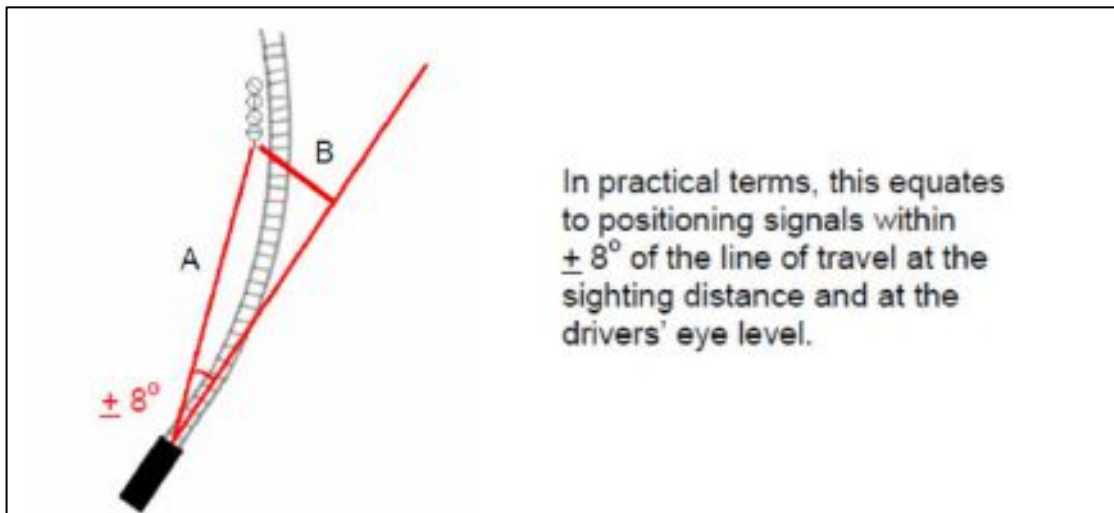 B
A
± 8°
In practical terms, this equates
to positioning signals within
± 8° of the line of travel at the
sighting distance and at the
drivers’ eye level.